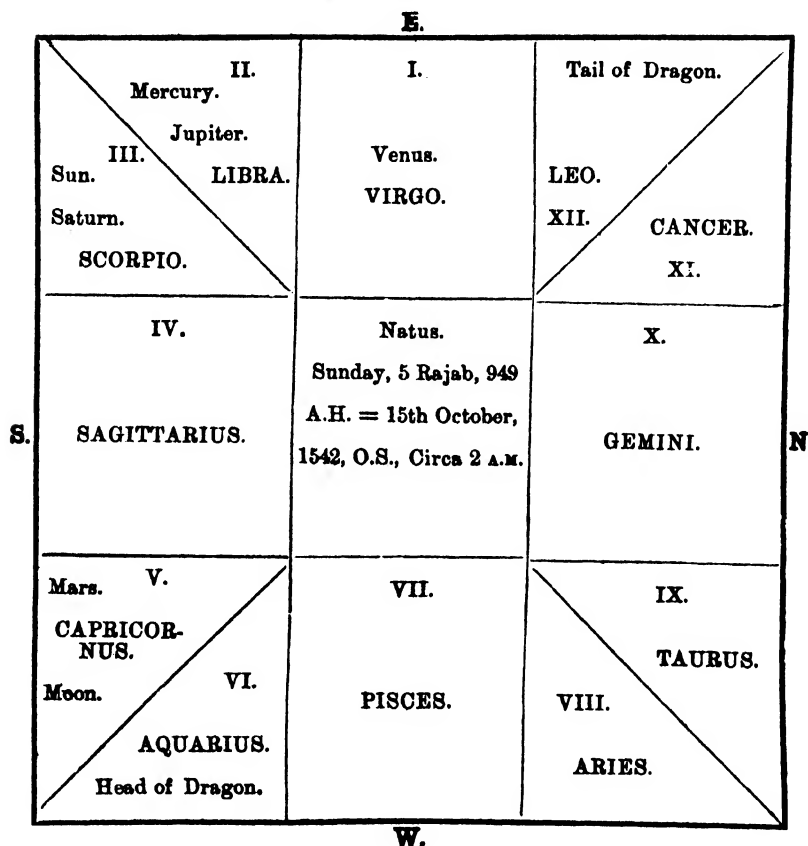 E.
II.
Mercury.
Jupiter.
LIBRA.
I.
Venus.
VIRGO.
Tail of Dragon.
LEO.
XII.
CANCER.
XI.
III.
Sun.
Saturn.
SCORPIO.
S.
IV.
SAGITTARIUS.
Natus.
Sunday, 5 Rajab, 949
A.H. = 15th October,
1542, O.S., Circa 2 A.M.
X.
GEMINI.
N
Mars.
V.
CAPRICOR-
NUS.
Moon.
VI.
AQUARIUS.
Head of Dragon.
VII.
PISCES.
IX.
TAURUS.
VIII.
ARIES.
W.